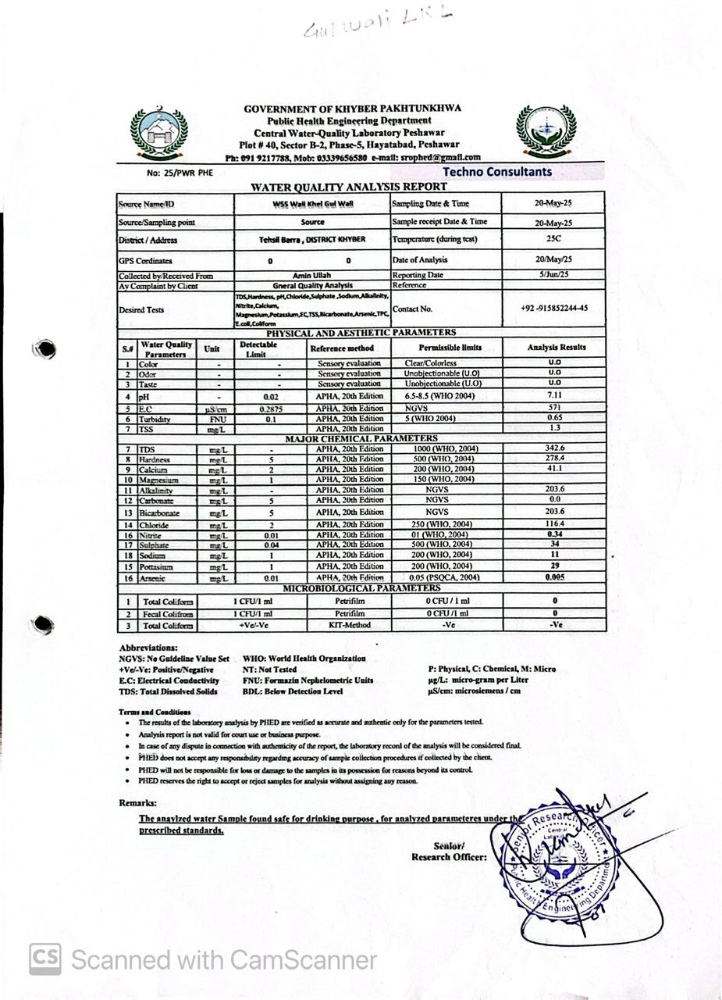 Gul Wali LKL
GOVERNMENT OF KHYBER PAKHTUNKHWA
Public Health Engineering Department
Central Water-Quality Laboratory Peshawar
Plot # 40, Sector B-2, Phase-5, Hayatabad, Peshawar
Ph: 091 9217788, Mob: 03339656580 e-mail: srophed@gmail.com
No: 25/PWR PHE Techno Consultants
WATER QUALITY ANALYSIS REPORT
Source Name/ID WSS Wali Khel Gul Wali Sampling Date & Time 20-May-25
Source/Sampling point Source Sample receipt Date & Time 20-May-25
District / Address Tehsil Barra , DISTRICT KHYBER Temperature (during test) 25C
GPS Cordinates 0 0 Date of Analysis 20/May/25
Collected by/Received From Amin Ullah Reporting Date 5/Jun/25
Ay Complaint by Client Gneral Quality Analysis Reference
Desired Tests TDS,Hardness, pH,Chloride,Sulphate ,Sodium,Alkalinity,
Nitrite,Calcium,
Magnesium,Potassium,EC,TSS,Bicarbonate,Arsenic,TPC,
E.coli,Coliform
Contact No. +92 -915852244-45
PHYSICAL AND AESTHETIC PARAMETERS
S.# Water Quality Parameters Unit Detectable Limit Reference method Permissible limits Analysis Results
1 Color - - Sensory evaluation Clear/Colorless U.O
2 Odor - - Sensory evaluation Unobjectionable (U.O) U.O
3 Taste - - Sensory evaluation Unobjectionable (U.O) U.O
4 pH - 0.02 APHA, 20th Edition 6.5-8.5 (WHO 2004) 7.11
5 E.C µS/cm 0.2875 APHA, 20th Edition NGVS 571
6 Turbidity FNU 0.1 APHA, 20th Edition 5 (WHO 2004) 0.65
7 TSS mg/L APHA, 20th Edition 1.3
MAJOR CHEMICAL PARAMETERS
7 TDS mg/L - APHA, 20th Edition 1000 (WHO, 2004) 342.6
8 Hardness mg/L 5 APHA, 20th Edition 500 (WHO, 2004) 278.4
9 Calcium mg/L 2 APHA, 20th Edition 200 (WHO, 2004) 41.1
10 Magnesium mg/L 1 APHA, 20th Edition 150 (WHO, 2004)
11 Alkalinity mg/L - APHA, 20th Edition NGVS 203.6
12 Carbonate mg/L 5 APHA, 20th Edition NGVS 0.0
13 Bicarbonate mg/L 5 APHA, 20th Edition NGVS 203.6
14 Chloride mg/L 2 APHA, 20th Edition 250 (WHO, 2004) 116.4
16 Nitrite mg/L 0.01 APHA, 20th Edition 01 (WHO, 2004) 0.34
17 Sulphate mg/L 0.04 APHA, 20th Edition 500 (WHO, 2004) 34
18 Sodium mg/L 1 APHA, 20th Edition 200 (WHO, 2004) 11
15 Pottasium mg/L 1 APHA, 20th Edition 200 (WHO, 2004) 29
16 Arsenic mg/L 0.01 APHA, 20th Edition 0.05 (PSQCA, 2004) 0.005
MICROBIOLOGICAL PARAMETERS
1 Total Coliform 1 CFU/1 ml Petrifilm 0 CFU / 1 ml 0
2 Fecal Colifrom 1 CFU/1 ml Petrifilm 0 CFU /1 ml 0
3 Total Coliform +Ve/-Ve KIT-Method -Ve -Ve
Abbreviations:
NGVS: No Guideline Value Set WHO: World Health Organization
+Ve/-Ve: Positive/Negative NT: Not Tested P: Physical, C: Chemical, M: Micro
E.C: Electrical Conductivity FNU: Formazin Nephelometric Units µg/L: micro-gram per Liter
TDS: Total Dissolved Solids BDL: Below Detection Level µS/cm: microsiemens / cm
Terms and Conditions
• The results of the laboratory analysis by PHED are verified as accurate and authentic only for the parameters tested.
• Analysis report is not valid for court use or business purpose.
• In case of any dispute in connection with authenticity of the report, the laboratory record of the analysis will be considered final.
• PHED does not accept any responsibility regarding accuracy of sample collection procedures if collected by the client.
• PHED will not be responsible for loss or damage to the samples in its possession for reasons beyond its control.
• PHED reserves the right to accept or reject samples for analysis without assigning any reason.
Remarks:
The anaylzed water Sample found safe for drinking purpose , for analyzed parameteres under the
prescribed standards.
Senior/
Research Officer:
Senior Research Officer
Central
Public Health Engineering Department
CS Scanned with CamScanner